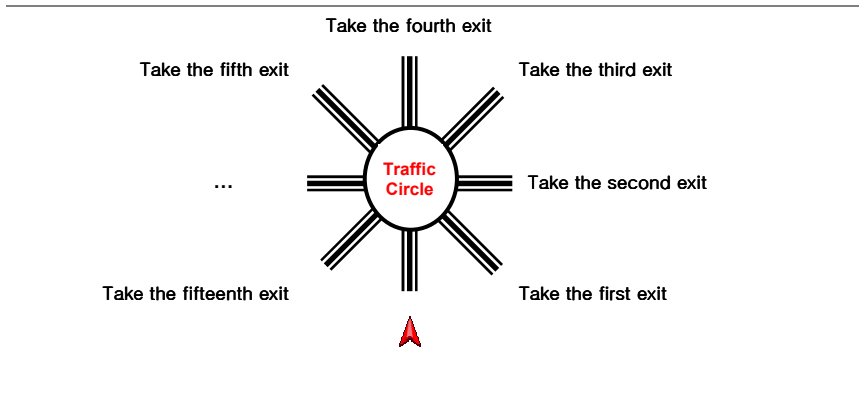 Take the fourth exit
Take the fifth exit
Take the third exit
Traffic
Circle
...
Take the second exit
Take the fifteenth exit
Take the first exit